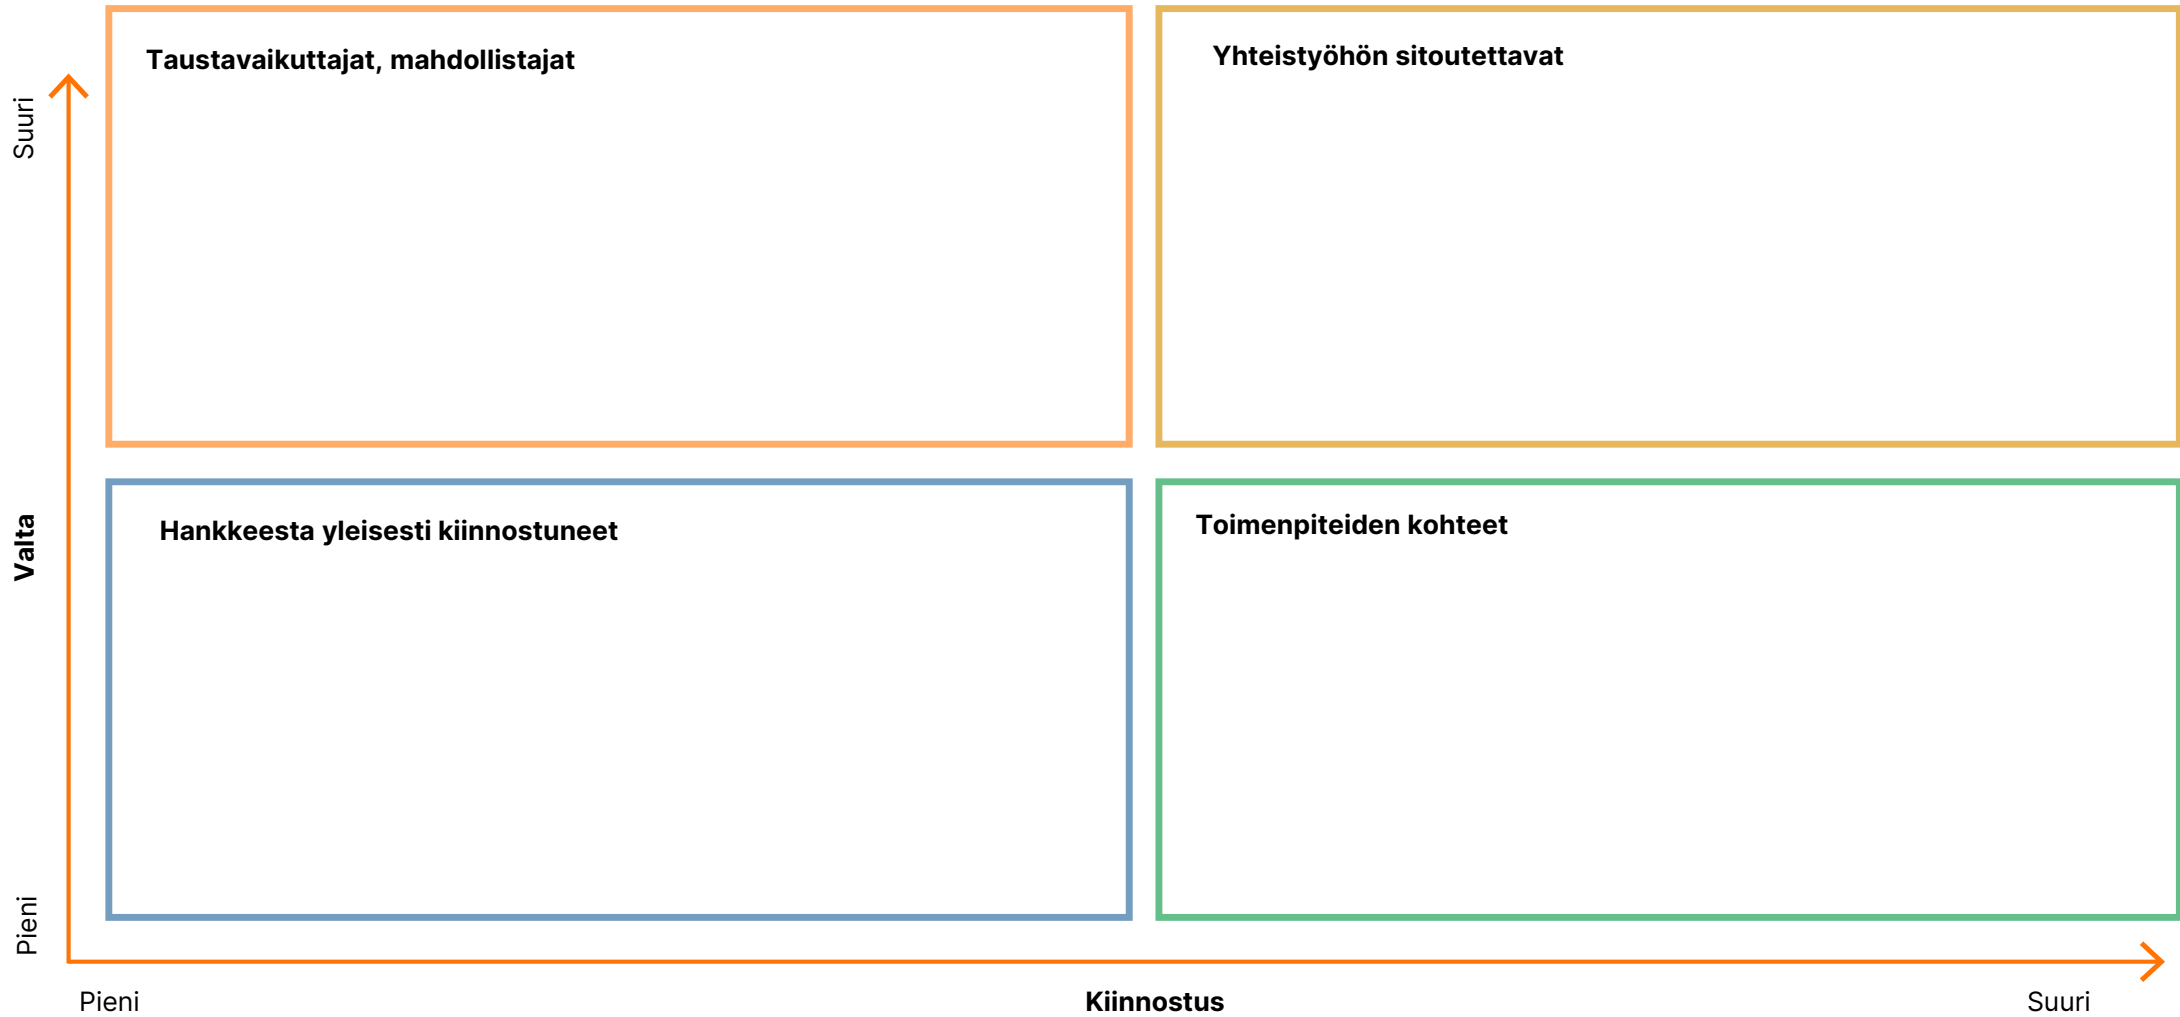 Taustavaikuttajat, mahdollistajat
Yhteistyöhön sitoutettavat
Suuri
Hankkeesta yleisesti kiinnostuneet
Toimenpiteiden kohteet
Valta
Pieni
Pieni
Kiinnostus
Suuri